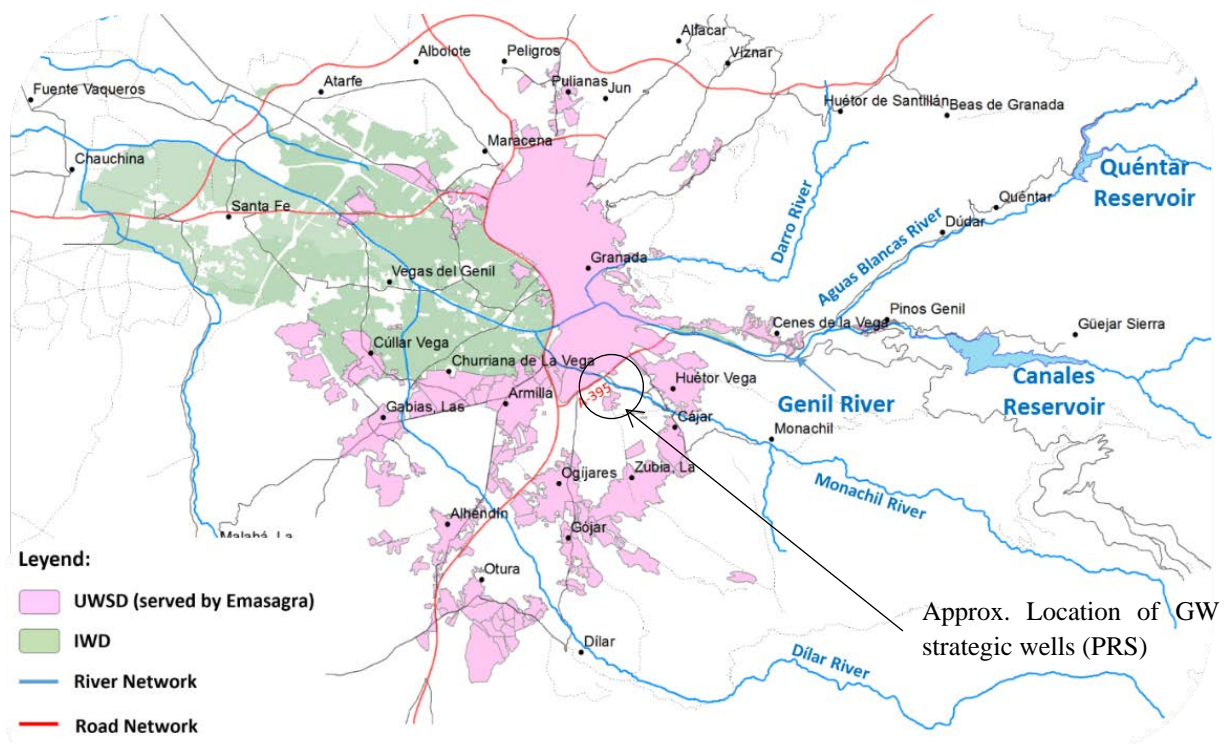 Alfacar
Albolote
Peligros
Víznar
Atarfe
Pulianas
Jun
Fuente Vaqueros
Huétor de Santillán
Beas de Granada
Maracena
Chauchina
Quéntar
Reservoir
Quéntar
Santa Fe
Dúdar
Darro River
Aguas Blancas River
Granada
Vegas del Genil
Pinos Genil
Cenes de la Vega
Güejar Sierra
Cúllar Vega
Churriana de La Vega
Huétor Vega
Canales
Reservoir
Genil River
A-395
Armilla
Gabias, Las
Cájar
Monachil
Ogíjares
Zubia, La
Monachil River
Alhendín
Gójar
Malahá, La
Leyend:
Otura
UWSD (served by Emasagra)
IWD
River Network
Road Network
Dílar
Dílar River
Approx. Location of GW
strategic wells (PRS)